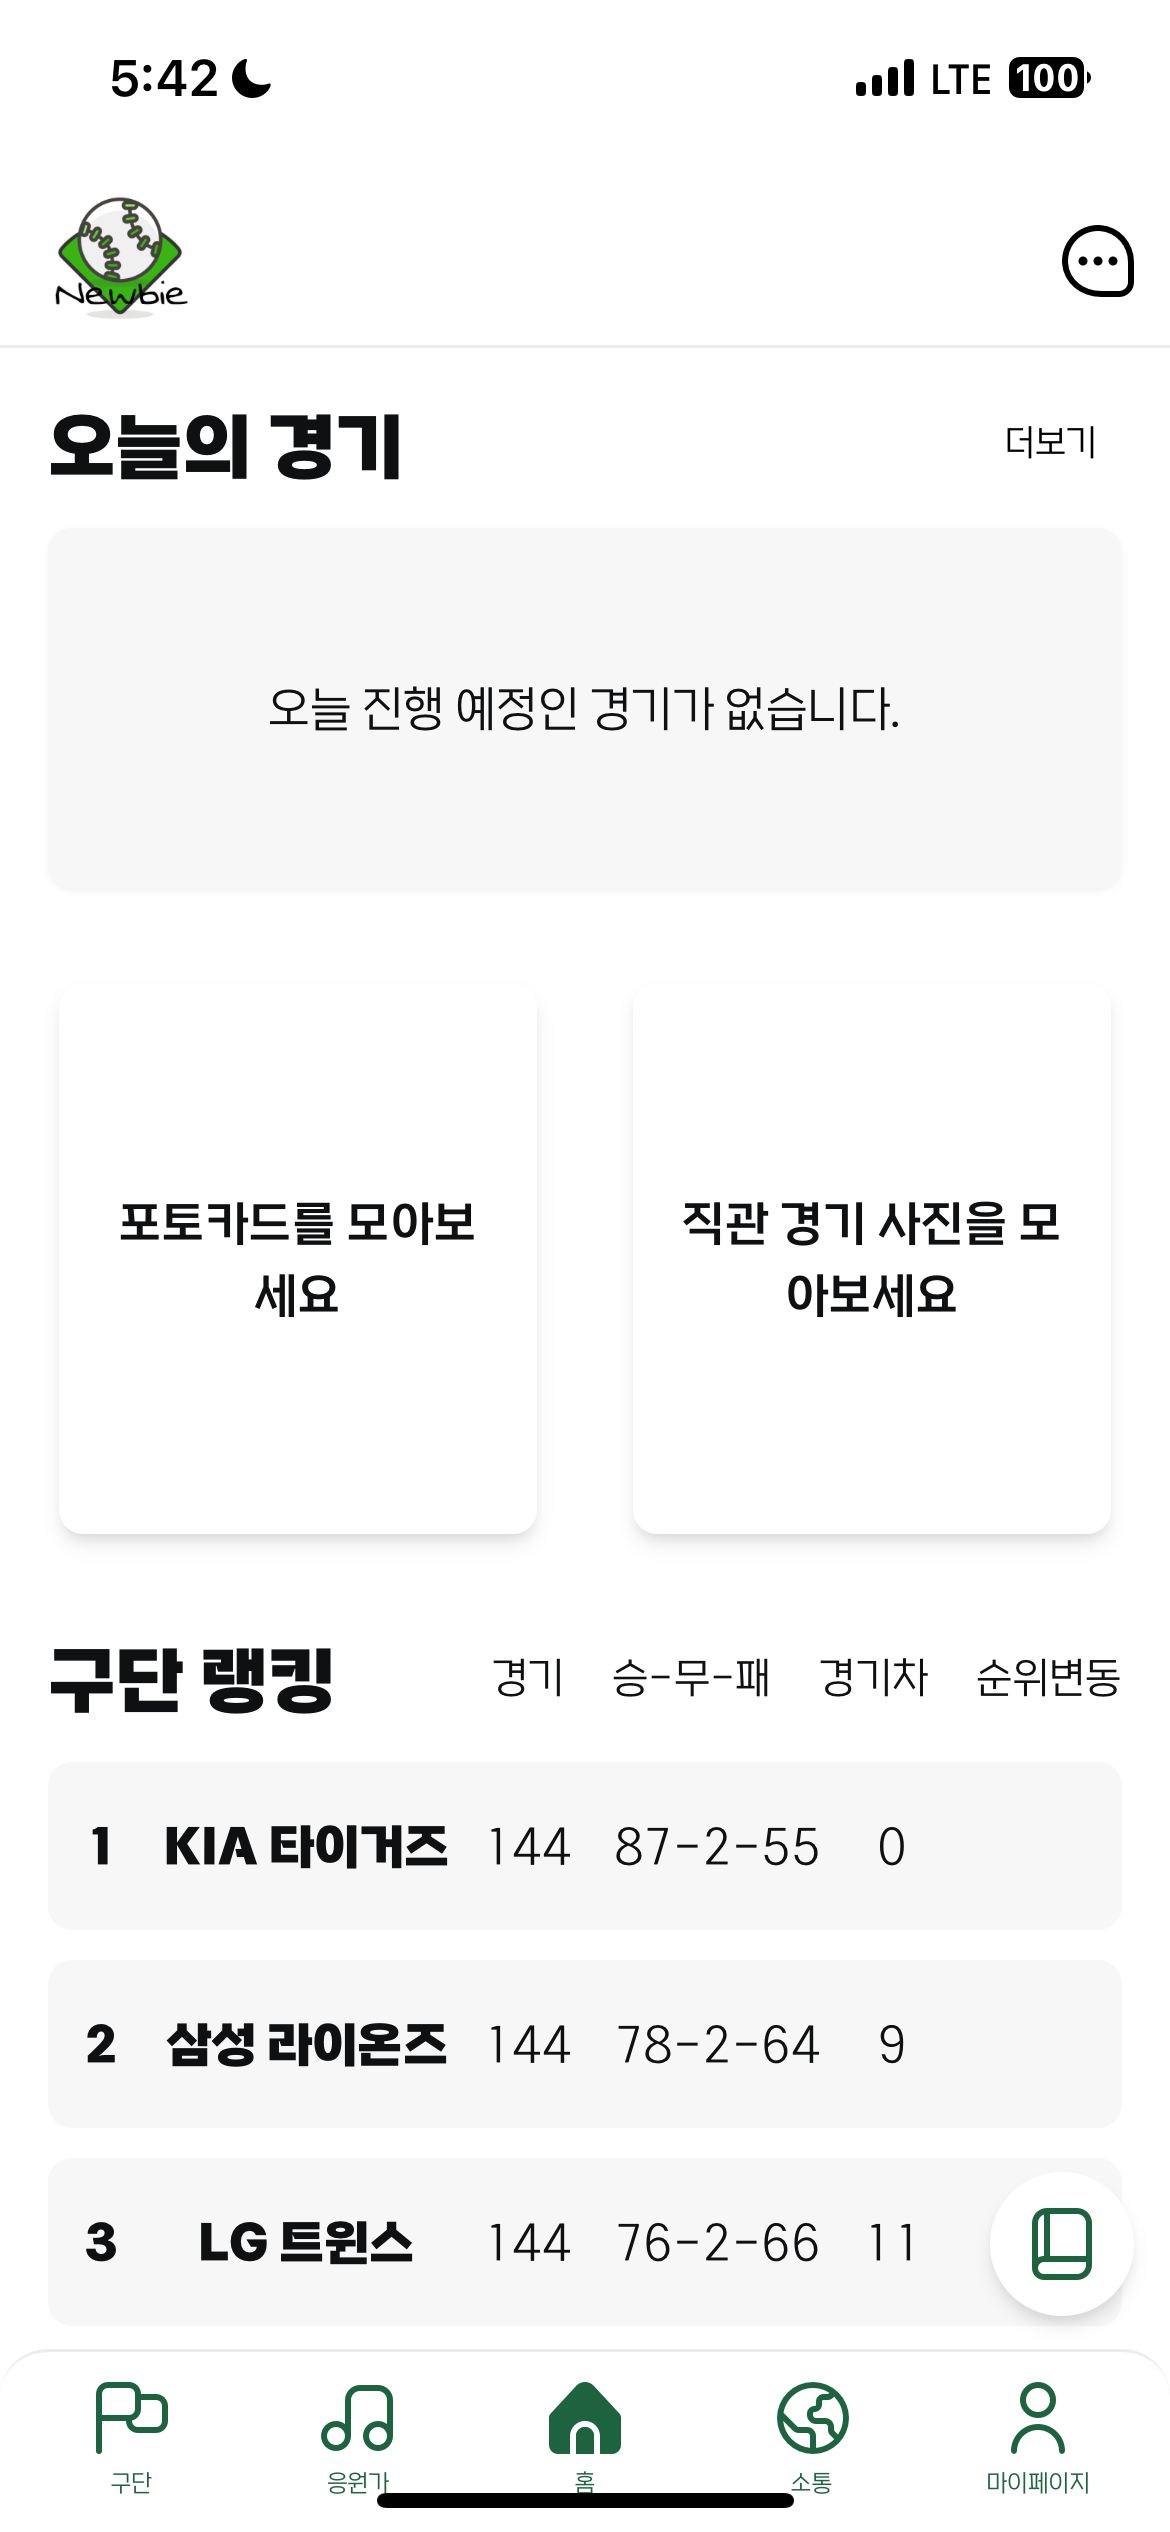 5:42 LTE 100
Newbie
오늘의 경기 더보기
오늘 진행 예정인 경기가 없습니다.
포토카드를 모아보
세요
직관 경기 사진을 모
아보세요
구단 랭킹 경기 승-무-패 경기차 순위변동
1 KIA 타이거즈 144 87-2-55 0
2 삼성 라이온즈 144 78-2-64 9
3 LG 트윈스 144 76-2-66 11
구단 응원가 홈 소통 마이페이지